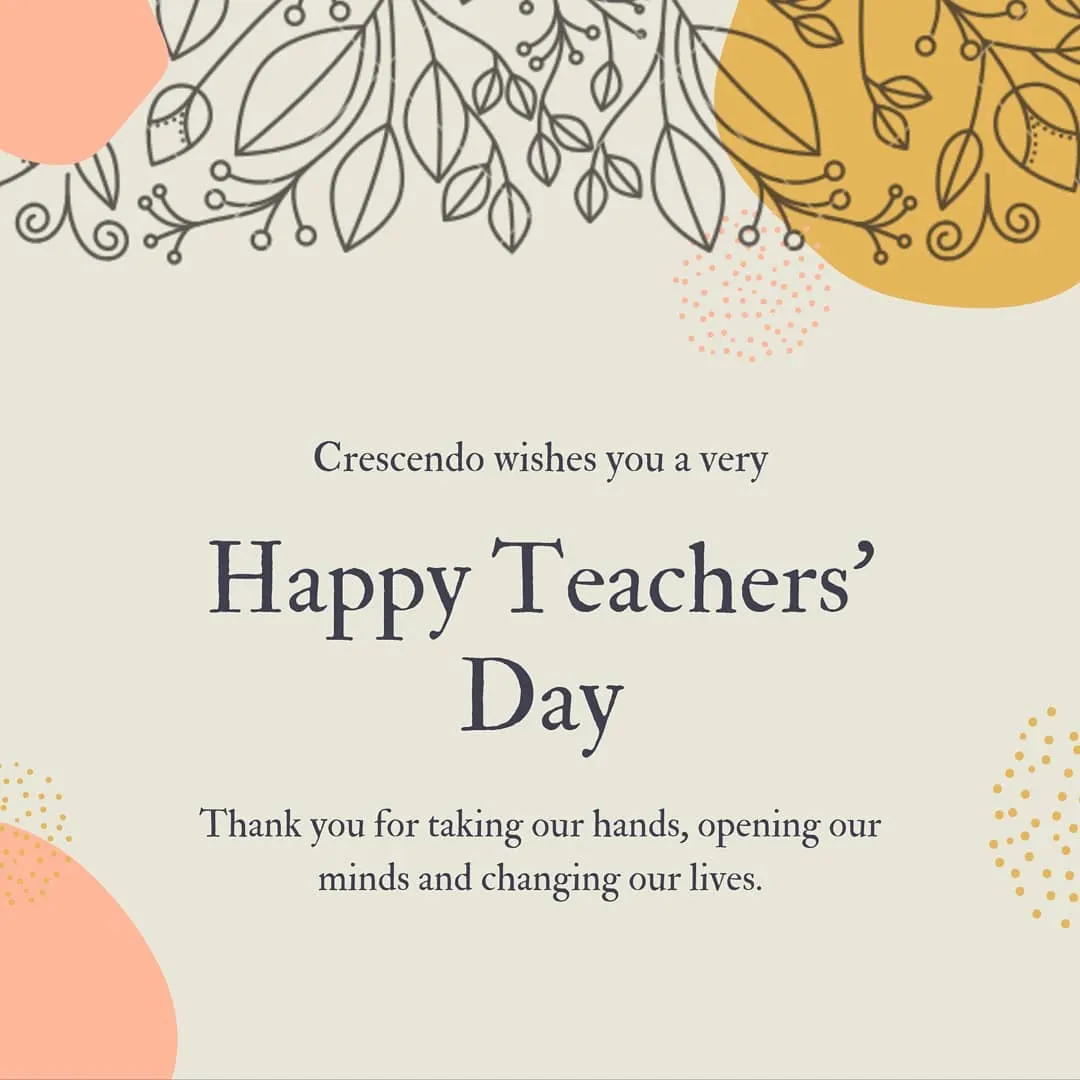 Crescendo wishes you a very
Happy Teachers’
Day
Thank you for taking our hands, opening our
minds and changing our lives.